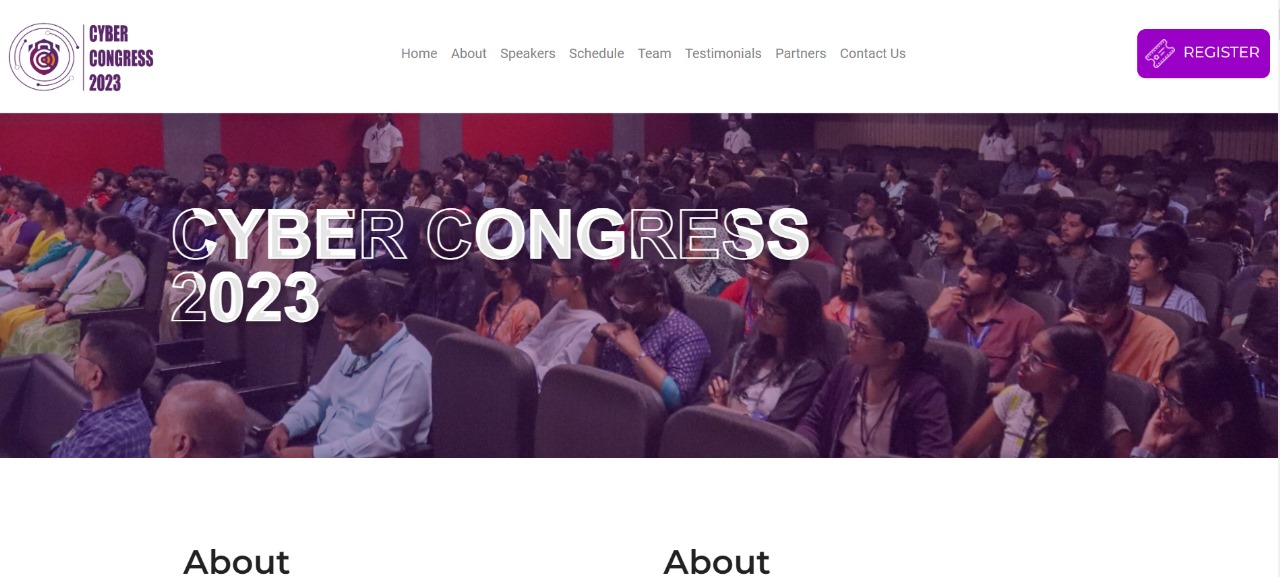 CYBER
CONGRESS
2023
Home About Speakers Schedule Team Testimonials Partners Contact Us
REGISTER
CYBER CONGRESS
2023
About
About